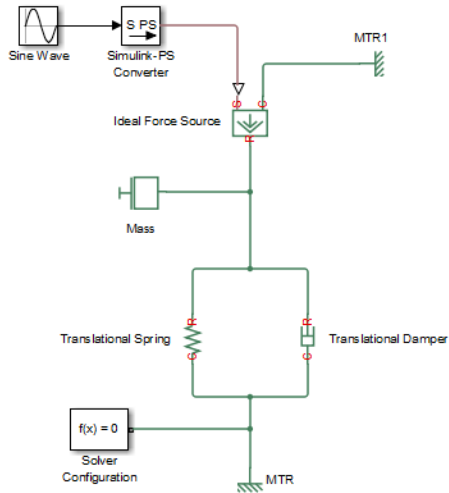 S PS
Sine Wave
Simulink-PS
Converter
MTR1
S
C
Ideal Force Source
R
Mass
R
R
Translational Spring
Translational Damper
C
C
f(x) = 0
Solver
Configuration
MTR